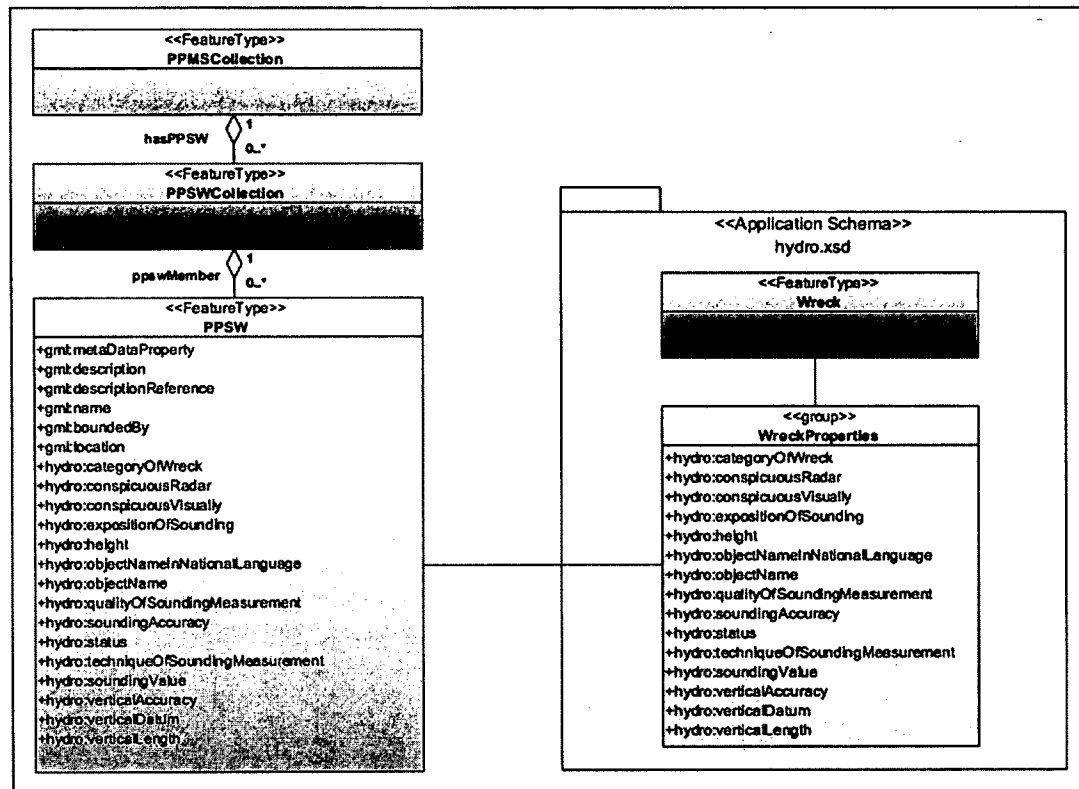 <<FeatureType>>
PPMSCollection
hasPPSW
1
0..*
<<FeatureType>>
PPSWCollection
ppswMember
1
0..*
<<FeatureType>>
PPSW
+gml:metaDataProperty
+gml:description
+gml:descriptionReference
+gml:name
+gml:boundedBy
+gml:location
+hydro:categoryOfWreck
+hydro:conspicuousRadar
+hydro:conspicuousVisually
+hydro:expositionOfSounding
+hydro:height
+hydro:objectNameInNationalLanguage
+hydro:objectName
+hydro:qualityOfSoundingMeasurement
+hydro:soundingAccuracy
+hydro:status
+hydro:techniqueOfSoundingMeasurement
+hydro:soundingValue
+hydro:verticalAccuracy
+hydro:verticalDatum
+hydro:verticalLength
<<Application Schema>>
hydro.xsd
<<FeatureType>>
Wreck
<<group>>
WreckProperties
+hydro:categoryOfWreck
+hydro:conspicuousRadar
+hydro:conspicuousVisually
+hydro:expositionOfSounding
+hydro:height
+hydro:objectNameInNationalLanguage
+hydro:objectName
+hydro:qualityOfSoundingMeasurement
+hydro:soundingAccuracy
+hydro:status
+hydro:techniqueOfSoundingMeasurement
+hydro:soundingValue
+hydro:verticalAccuracy
+hydro:verticalDatum
+hydro:verticalLength